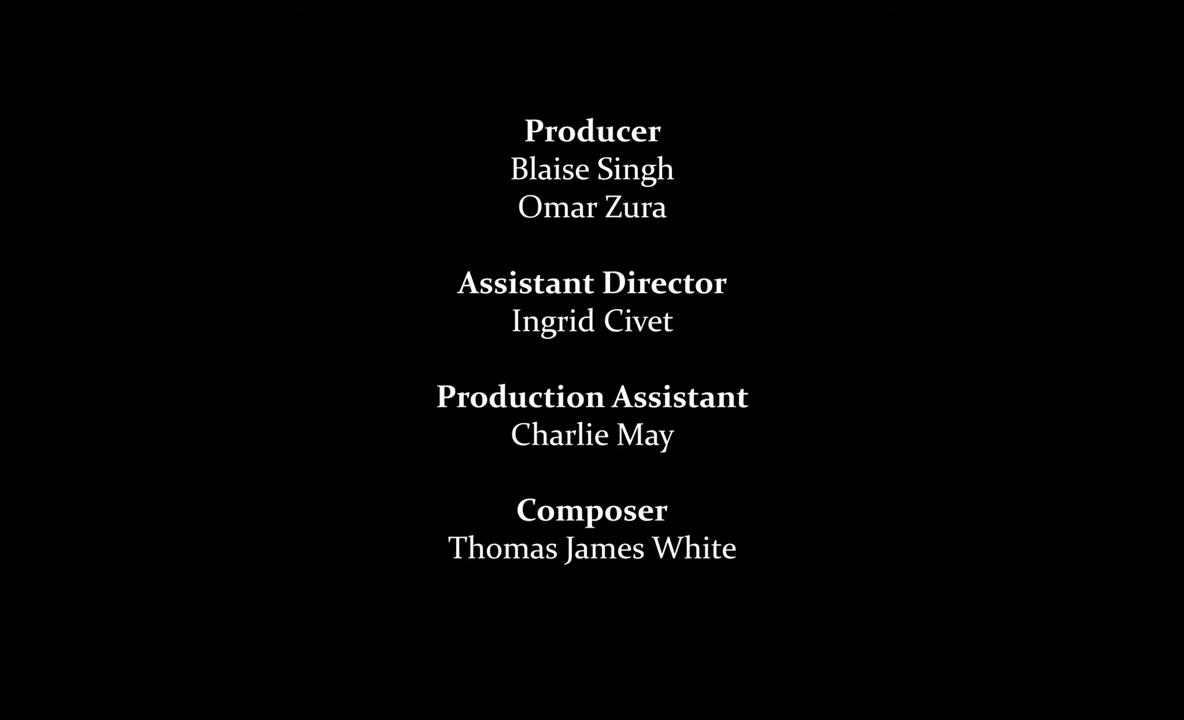 Producer
Blaise Singh
Omar Zura
Assistant Director
Ingrid Civet
Production Assistant
Charlie May
Composer
Thomas James White